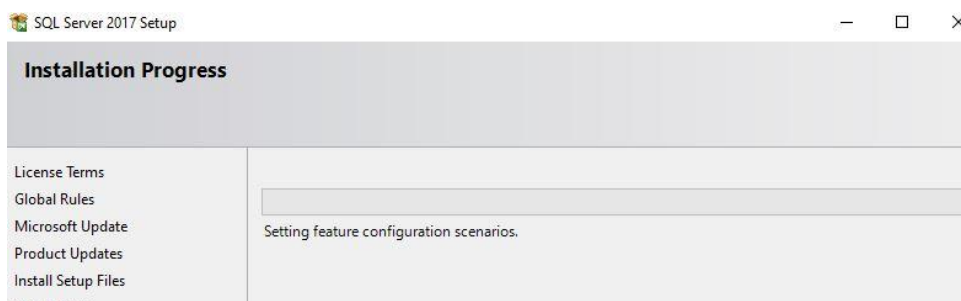 SQL Server 2017 Setup
Installation Progress
License Terms
Global Rules
Microsoft Update
Product Updates
Install Setup Files
Setting feature configuration scenarios.